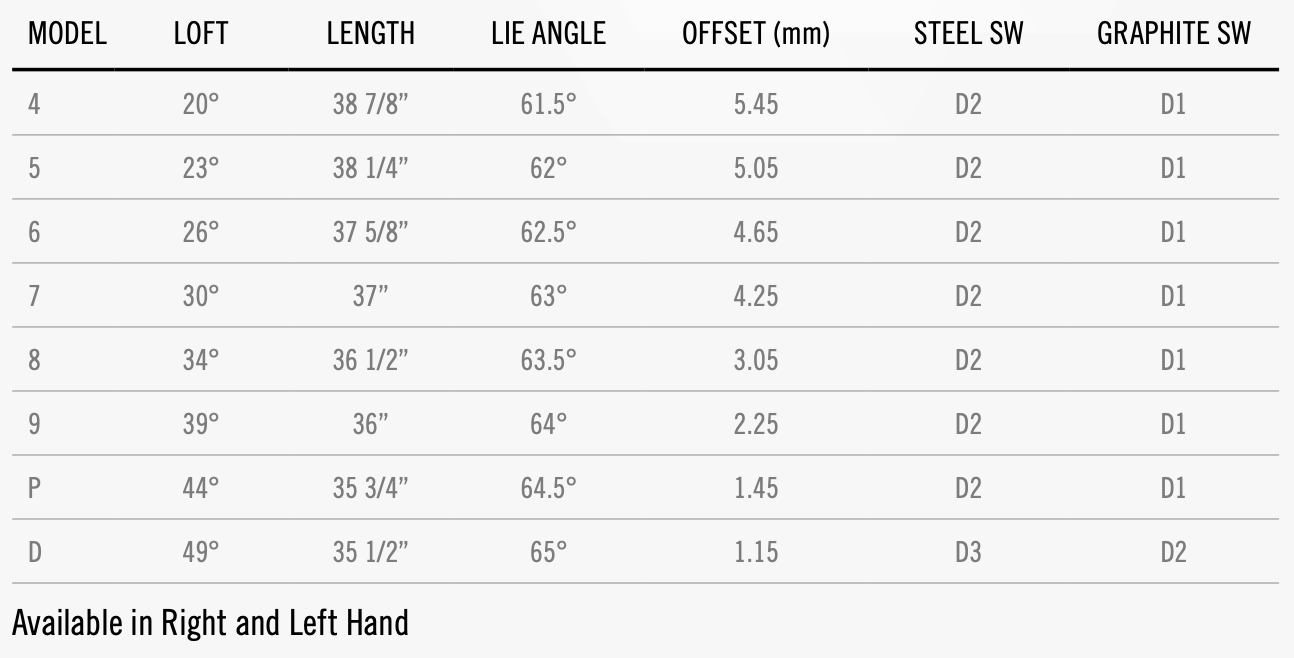 MODEL LOFT LENGTH LIE ANGLE OFFSET (mm) STEEL SW GRAPHITE SW
4 20° 38 7/8” 61.5° 5.45 D2 D1
5 23° 38 1/4” 62° 5.05 D2 D1
6 26° 37 5/8” 62.5° 4.65 D2 D1
7 30° 37” 63° 4.25 D2 D1
8 34° 36 1/2” 63.5° 3.05 D2 D1
9 39° 36” 64° 2.25 D2 D1
P 44° 35 3/4” 64.5° 1.45 D2 D1
D 49° 35 1/2” 65° 1.15 D3 D2
Available in Right and Left Hand